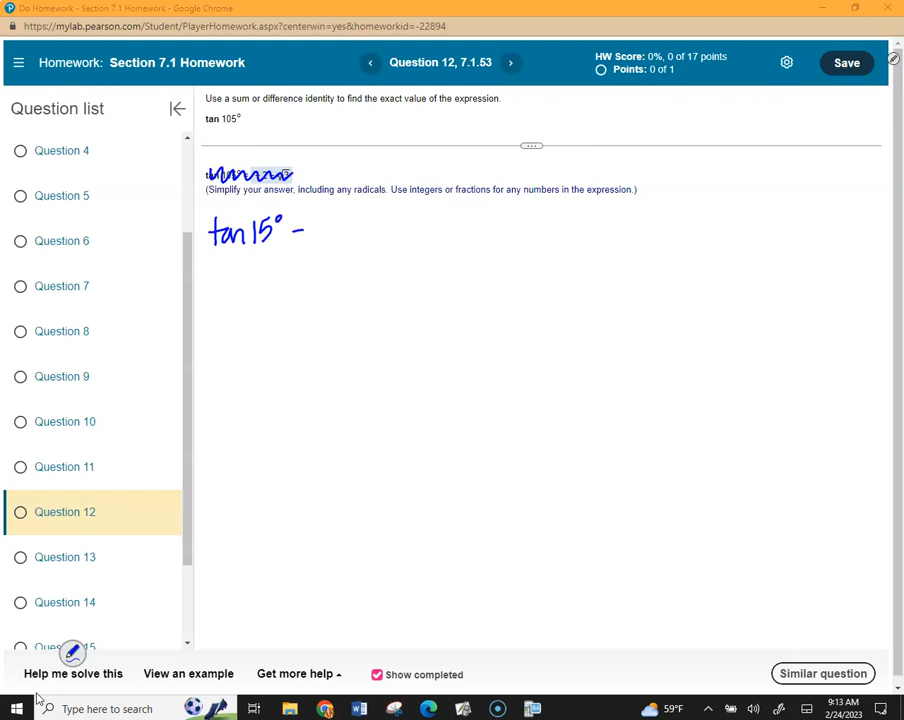 Do Homework - Section 7.1 Homework - Google Chrome
https://mylab.pearson.com/Student/PlayerHomework.aspx?centerwin=yes&homeworkid=-22894
Homework: Section 7.1 Homework
Question 12, 7.1.53
HW Score: 0%, 0 of 17 points
Points: 0 of 1
Save
Question list
Question 4
Question 5
Question 6
Question 7
Question 8
Question 9
Question 10
Question 11
Question 12
Question 13
Question 14
Use a sum or difference identity to find the exact value of the expression.
tan 105°
(Simplify your answer, including any radicals. Use integers or fractions for any numbers in the expression.)
tan 15° -
Help me solve this
View an example
Get more help
Show completed
Similar question
Type here to search
59°F
9:13 AM
2/24/2023